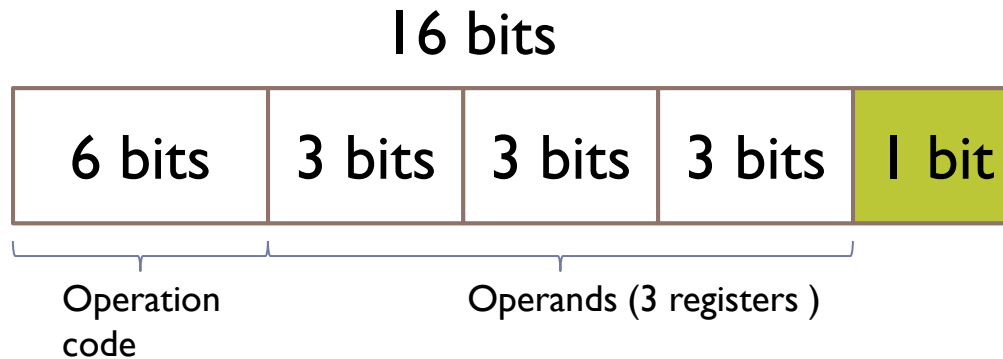 16 bits
6 bits 3 bits 3 bits 3 bits 1 bit
Operation Operands (3 registers )
code